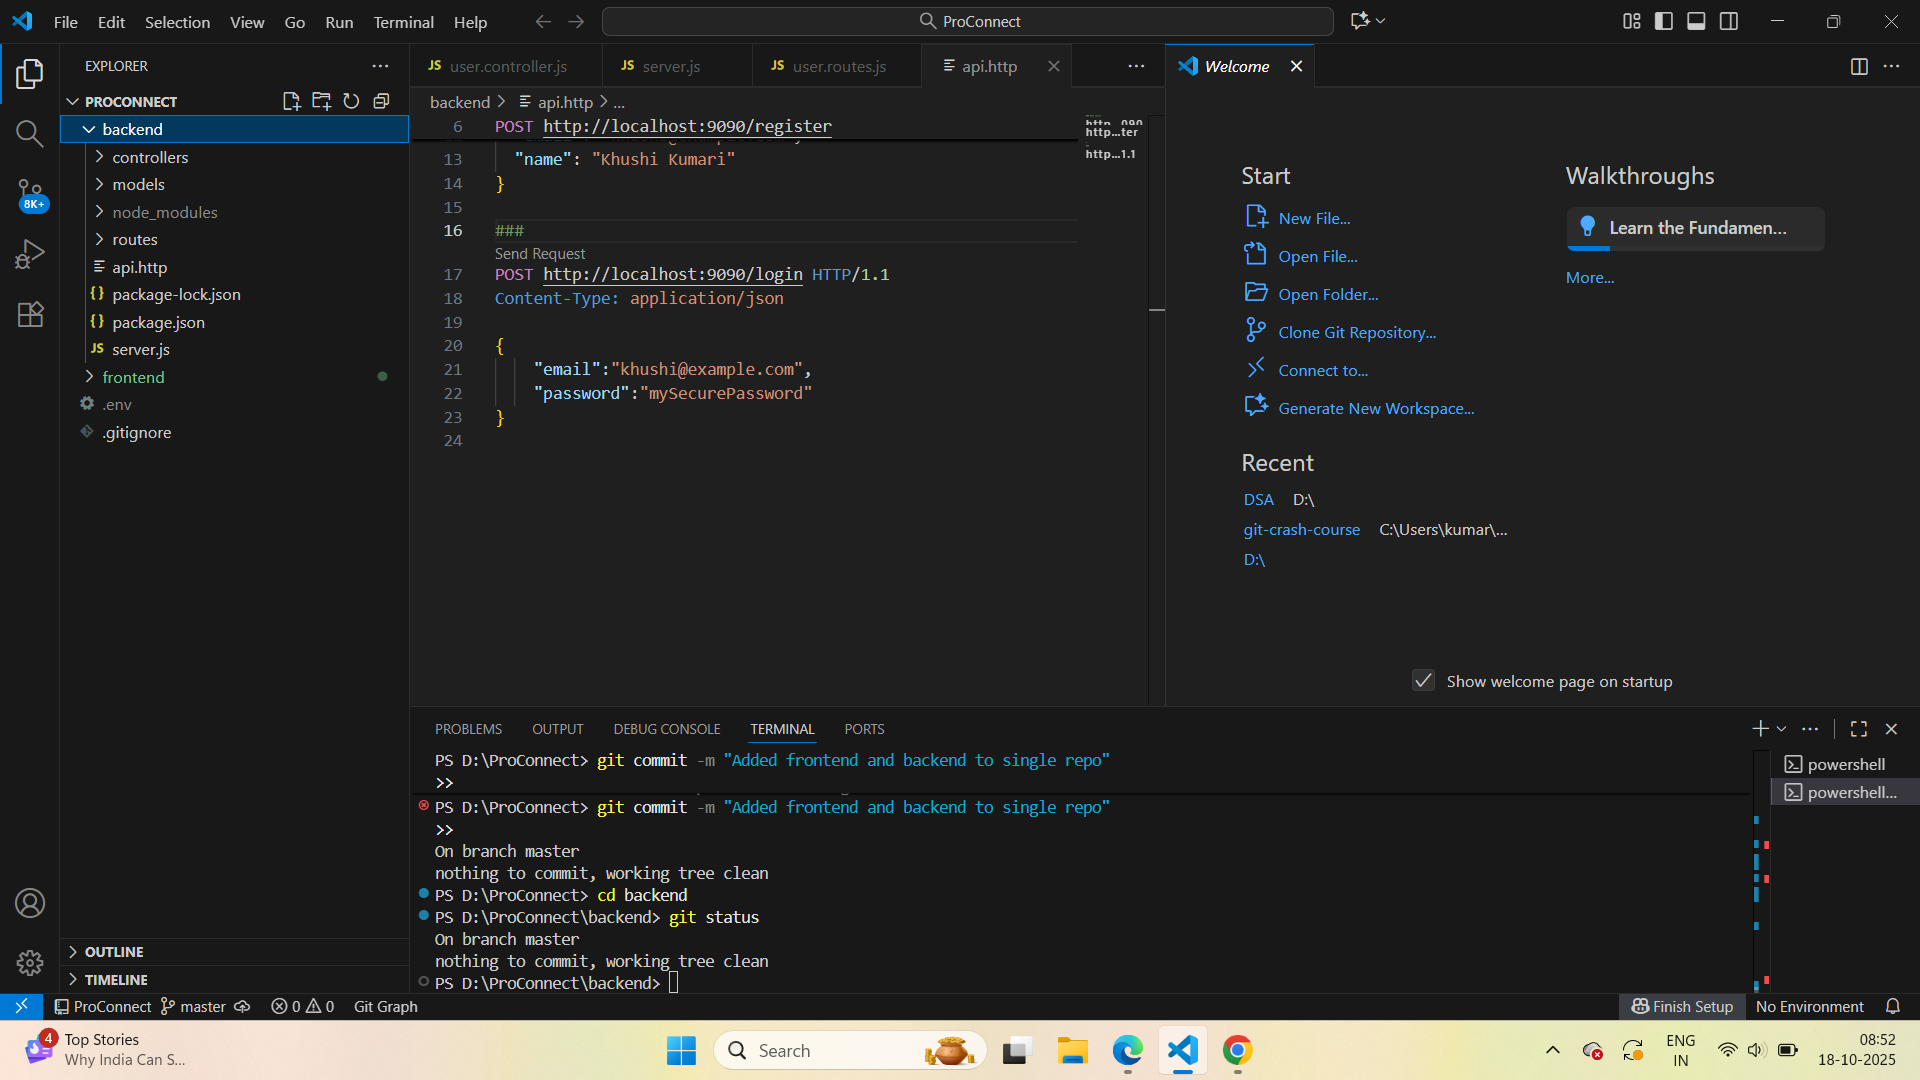 File Edit Selection View Go Run Terminal Help
ProConnect
EXPLORER
PROCONNECT
backend
controllers
models
node_modules
routes
api.http
package-lock.json
package.json
server.js
frontend
.env
.gitignore
8K+
OUTLINE
TIMELINE
JS user.controller.js
JS server.js
JS user.routes.js
api.http
backend > api.http > ...
6 POST http://localhost:9090/register
13 "name": "Khushi Kumari"
14 }
15
16 ###
Send Request
17 POST http://localhost:9090/login HTTP/1.1
18 Content-Type: application/json
19
20 {
21 "email":"khushi@example.com",
22 "password":"mySecurePassword"
23 }
24
http...ter
http...1.1
Welcome
Start
New File...
Open File...
Open Folder...
Clone Git Repository...
Connect to...
Generate New Workspace...
Recent
DSA D:\
git-crash-course C:\Users\kumar\...
D:\
Walkthroughs
Learn the Fundamen...
More...
Show welcome page on startup
PROBLEMS OUTPUT DEBUG CONSOLE TERMINAL PORTS
PS D:\ProConnect> git commit -m "Added frontend and backend to single repo"
>>
PS D:\ProConnect> git commit -m "Added frontend and backend to single repo"
>>
On branch master
nothing to commit, working tree clean
PS D:\ProConnect> cd backend
PS D:\ProConnect\backend> git status
On branch master
nothing to commit, working tree clean
PS D:\ProConnect\backend>
powershell
powershell...
ProConnect master 0 0 Git Graph
Finish Setup No Environment
4 Top Stories
Why India Can S...
Search
ENG
IN
08:52
18-10-2025